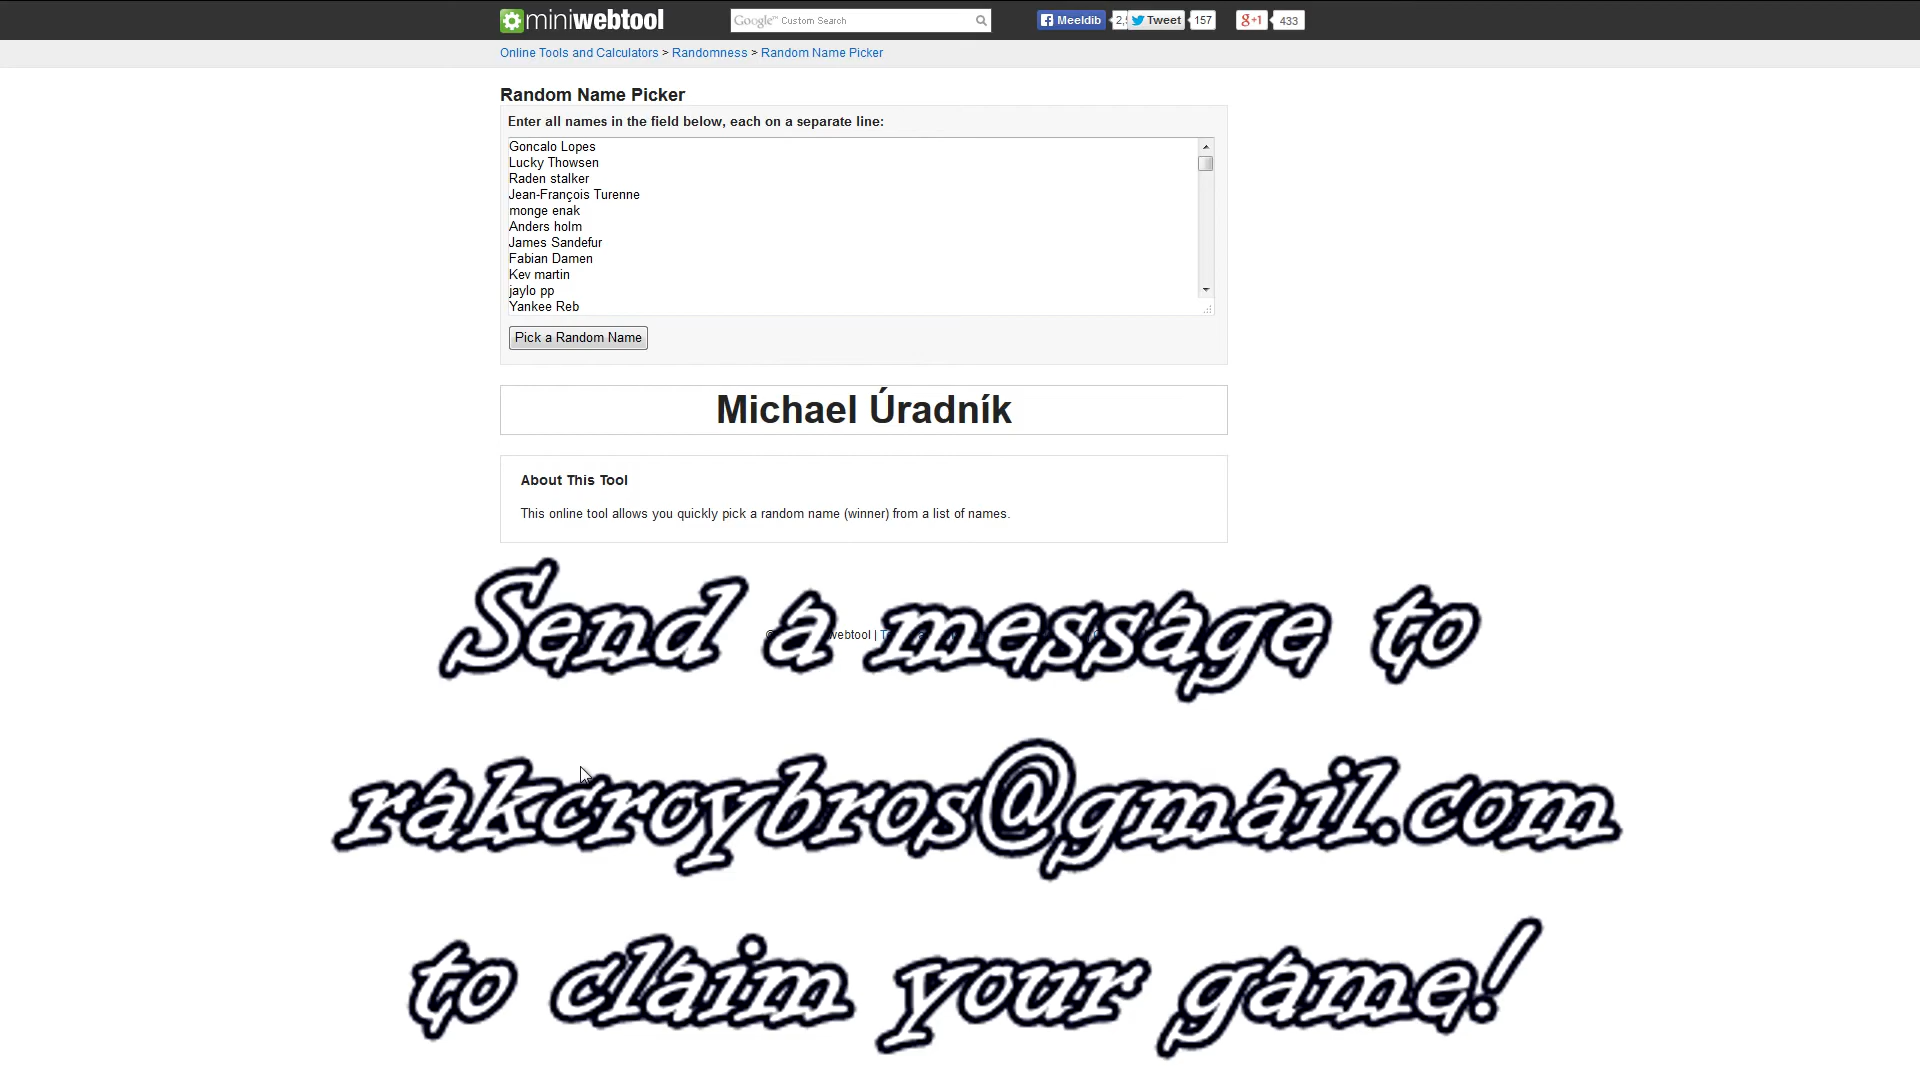 miniwebtool
Google™ Custom Search
Meeldib
Tweet 157
g+1 433
Online Tools and Calculators > Randomness > Random Name Picker
Random Name Picker
Enter all names in the field below, each on a separate line:
Goncalo Lopes
Lucky Thowsen
Raden stalker
Jean-François Turenne
monge enak
Anders holm
James Sandefur
Fabian Damen
Kev martin
jaylo pp
Yankee Reb
Pick a Random Name
Michael Úradník
About This Tool
This online tool allows you quickly pick a random name (winner) from a list of names.
webtool |
Send a message to
rakcroybros@gmail.com
to claim your game!